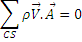 ∑_{CS} ρV⃗.A⃗ = 0